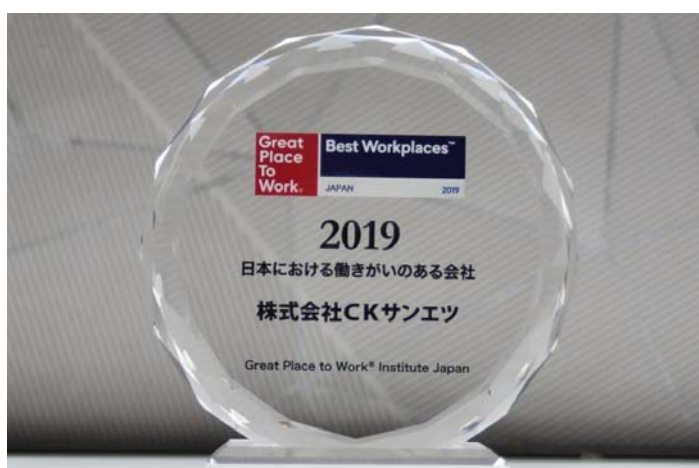 Great
Place
To
Work®
Best Workplaces™
JAPAN 2019
2019
日本における働きがいのある会社
株式会社CKサンエツ
Great Place to Work® Institute Japan